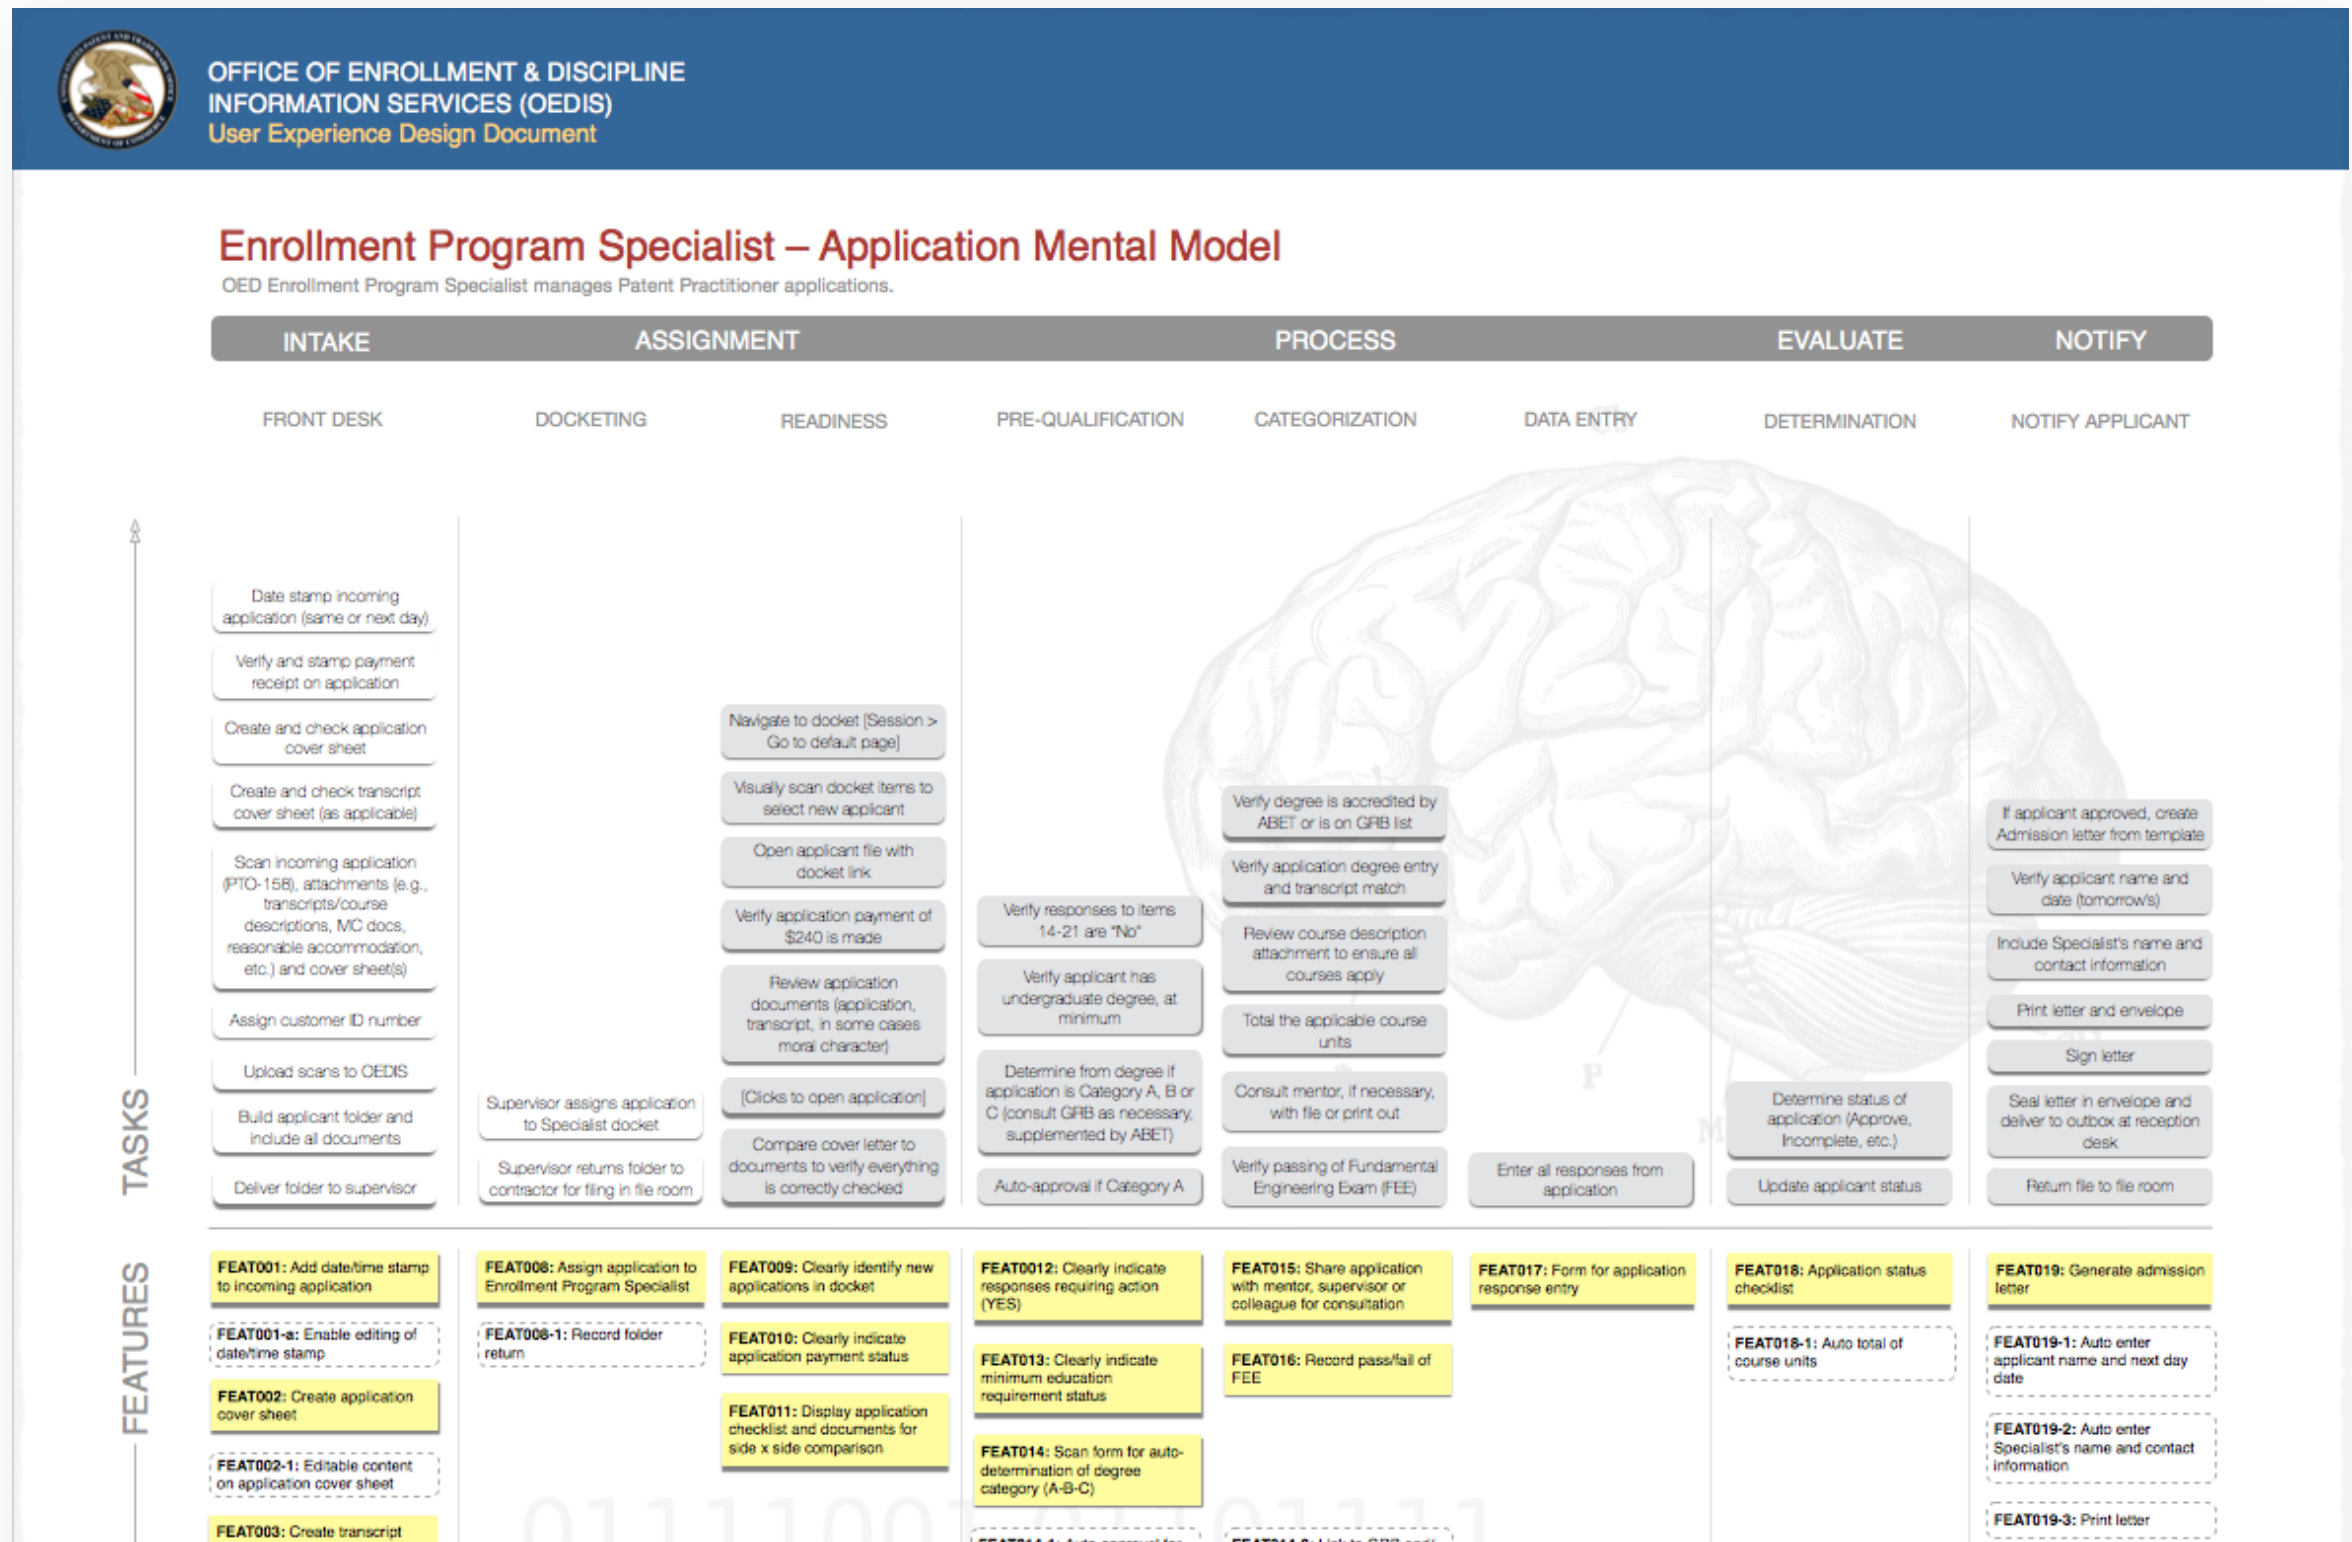 OFFICE OF ENROLLMENT & DISCIPLINE
INFORMATION SERVICES (OEDIS)
User Experience Design Document
Enrollment Program Specialist – Application Mental Model
OED Enrollment Program Specialist manages Patent Practitioner applications.
INTAKE
ASSIGNMENT
PROCESS
EVALUATE
NOTIFY
FRONT DESK
DOCKETING
READINESS
PRE-QUALIFICATION
CATEGORIZATION
DATA ENTRY
DETERMINATION
NOTIFY APPLICANT
TASKS
Date stamp incoming
application (same or next day)
Verify and stamp payment
receipt on application
Create and check application
cover sheet
Create and check transcript
cover sheet (as applicable)
Scan incoming application
(PTO-158), attachments (e.g.,
transcripts/course
descriptions, MC docs,
reasonable accommodation,
etc.) and cover sheet(s)
Assign customer ID number
Upload scans to OEDIS
Build applicant folder and
include all documents
Deliver folder to supervisor
Supervisor assigns application
to Specialist docket
Supervisor returns folder to
contractor for filing in file room
Navigate to docket [Session >
Go to default page]
Visually scan docket items to
select new applicant
Open applicant file with
docket link
Verify application payment of
$240 is made
Review application
documents (application,
transcript, in some cases
moral character)
[Clicks to open application]
Compare cover letter to
documents to verify everything
is correctly checked
Verify responses to items
14-21 are "No"
Verify applicant has
undergraduate degree, at
minimum
Determine from degree if
application is Category A, B or
C (consult GRB as necessary,
supplemented by ABET)
Auto-approval if Category A
Verify degree is accredited by
ABET or is on GRB list
Verify application degree entry
and transcript match
Review course description
attachment to ensure all
courses apply
Total the applicable course
units
Consult mentor, if necessary,
with file or print out
Verify passing of Fundamental
Engineering Exam (FEE)
Enter all responses from
application
Determine status of
application (Approve,
Incomplete, etc.)
Update applicant status
If applicant approved, create
Admission letter from template
Verify applicant name and
date (tomorrow's)
Include Specialist's name and
contact information
Print letter and envelope
Sign letter
Seal letter in envelope and
deliver to outbox at reception
desk
Return file to file room
P
M
FEATURES
FEAT001: Add date/time stamp
to incoming application
FEAT001-a: Enable editing of
date/time stamp
FEAT002: Create application
cover sheet
FEAT002-1: Editable content
on application cover sheet
FEAT003: Create transcript
FEAT008: Assign application to
Enrollment Program Specialist
FEAT008-1: Record folder
return
FEAT009: Clearly identify new
applications in docket
FEAT010: Clearly indicate
application payment status
FEAT011: Display application
checklist and documents for
side x side comparison
FEAT0012: Clearly indicate
responses requiring action
(YES)
FEAT013: Clearly indicate
minimum education
requirement status
FEAT014: Scan form for auto-
determination of degree
category (A-B-C)
FEAT015: Share application
with mentor, supervisor or
colleague for consultation
FEAT016: Record pass/fail of
FEE
FEAT017: Form for application
response entry
FEAT018: Application status
checklist
FEAT018-1: Auto total of
course units
FEAT019: Generate admission
letter
FEAT019-1: Auto enter
applicant name and next day
date
FEAT019-2: Auto enter
Specialist's name and contact
information
FEAT019-3: Print letter
01111001 01101111